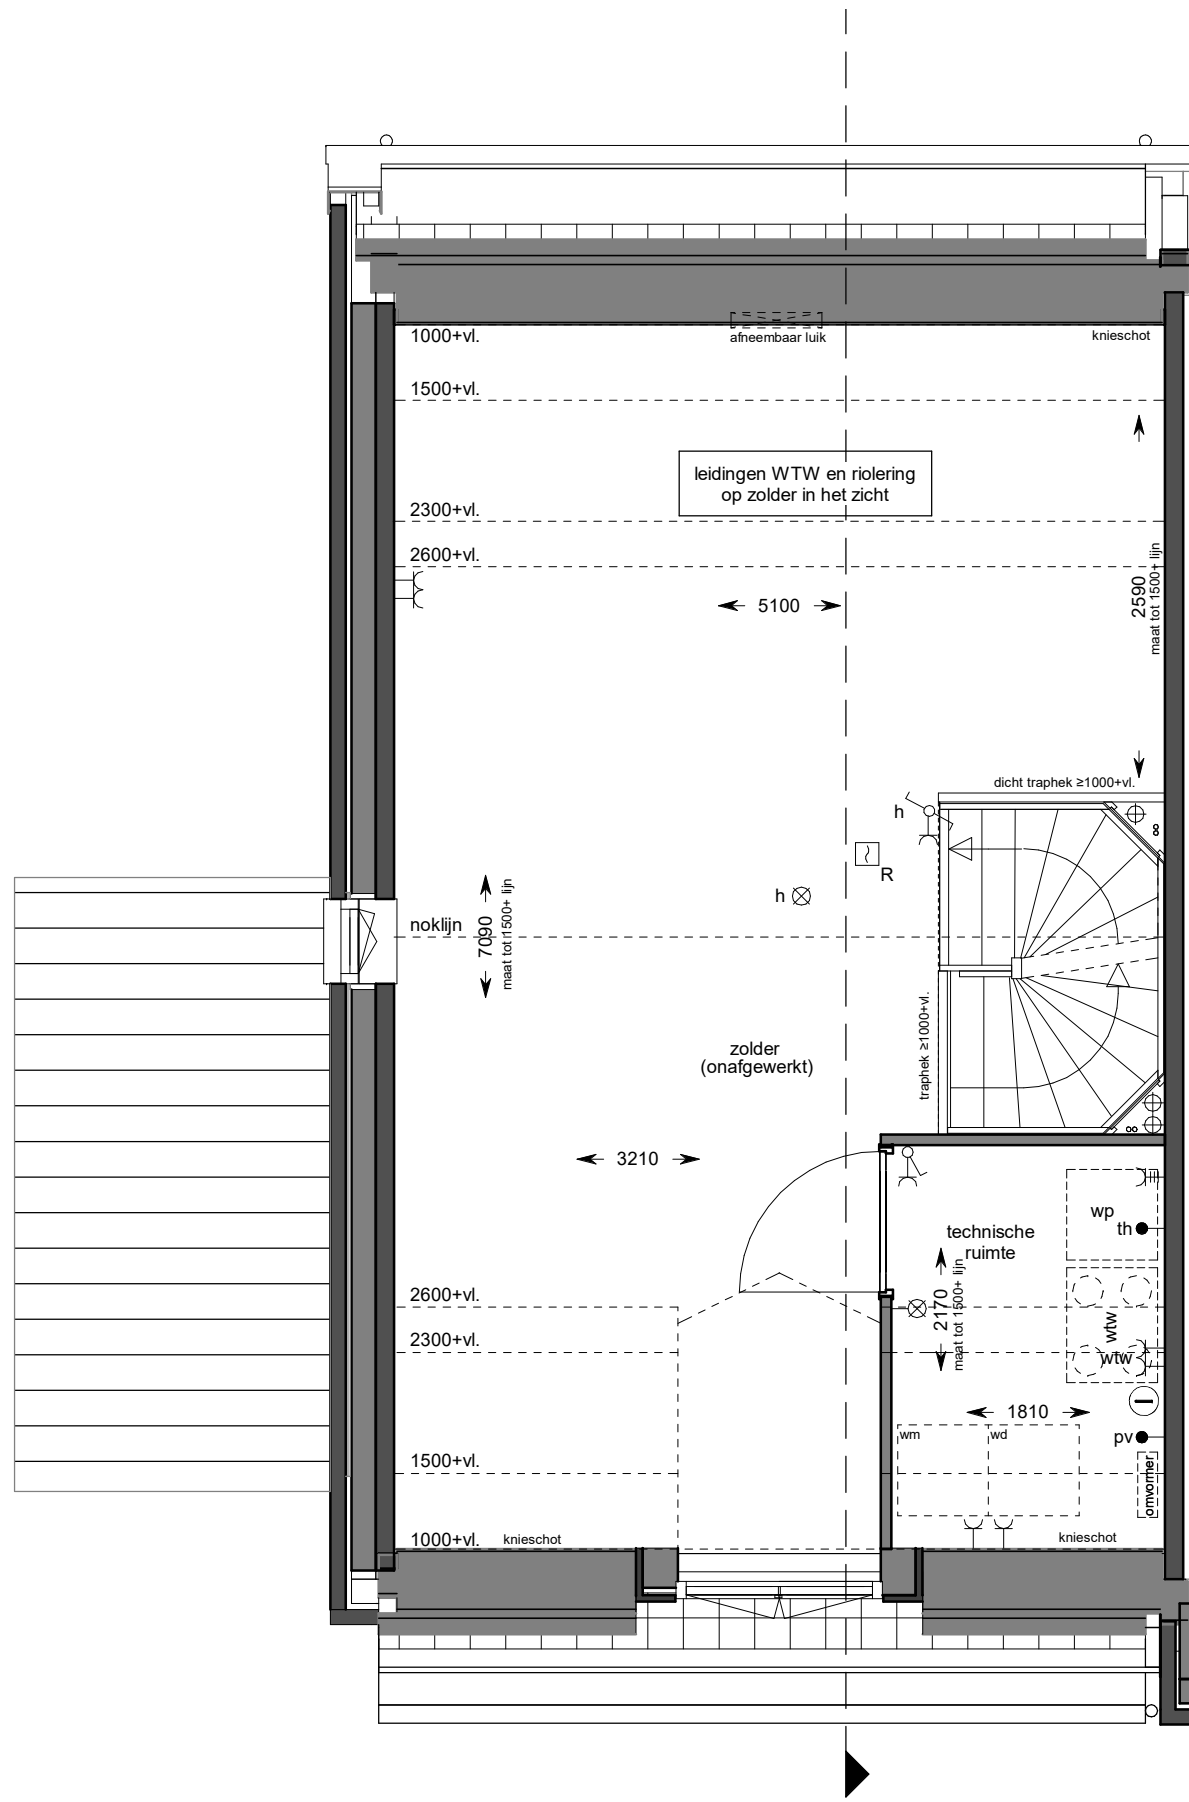 1000+vl.
afneembaar luik
knieschot
1500+vl.
leidingen WTW en riolering
op zolder in het zicht
2300+vl.
2600+vl.
5100
2590
maat tot 1500+ lijn
dicht traphek ≥1000+vl.
h
R
h
noklijn
7090
maat tot 1500+ lijn
traphek ≥1000+vl.
zolder
(onafgewerkt)
3210
technische
ruimte
wp
th
2600+vl.
2170
maat tot 1500+ lijn
wtw
2300+vl.
wtw
1810
wm
wd
pv
1500+vl.
omvormer
1000+vl.
knieschot
knieschot